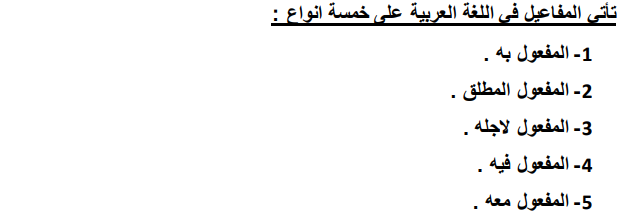 تأتي المفاعيل في اللغة العربية على خمسة انواع :
1- المفعول به .
2- المفعول المطلق .
3- المفعول لاجله .
4- المفعول فيه .
5- المفعول معه .